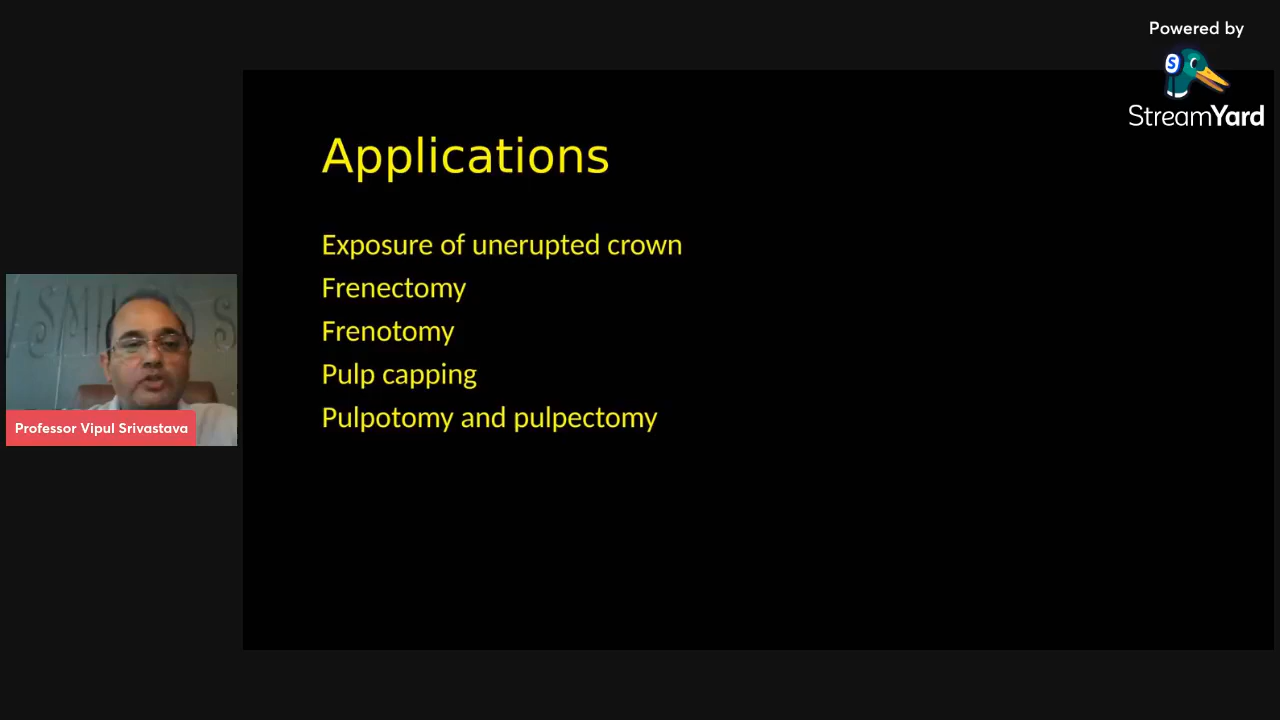 Powered by
S
StreamYard
Applications
Exposure of unerupted crown
Frenectomy
Frenotomy
Pulp capping
Pulpotomy and pulpectomy
Professor Vipul Srivastava